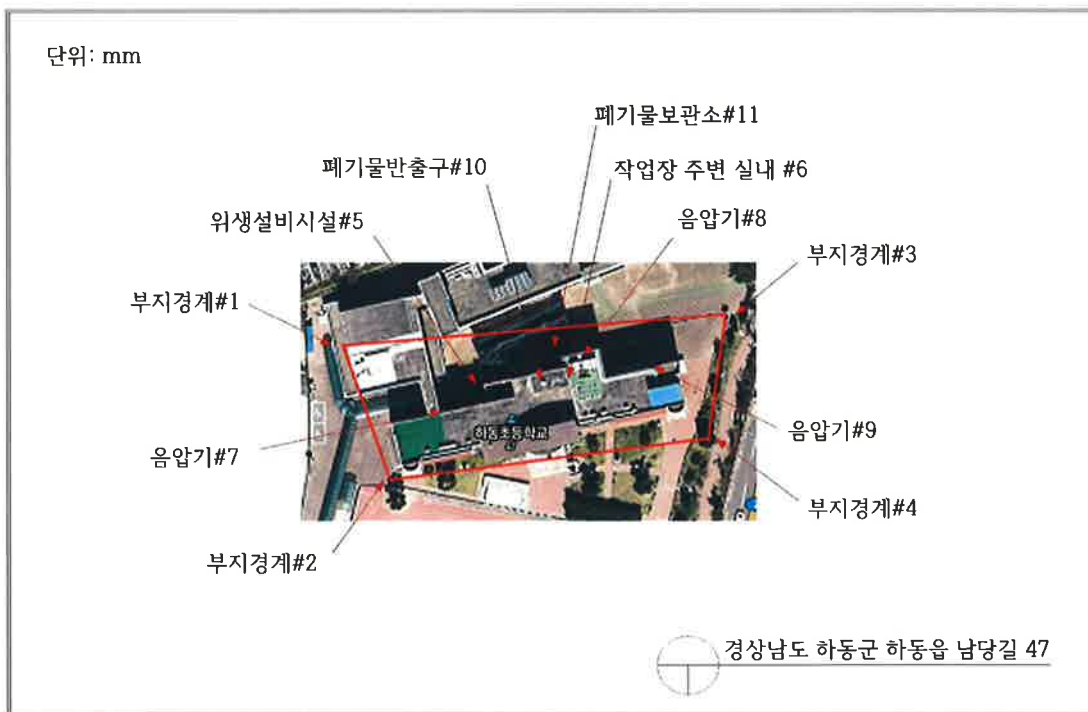 단위: mm
폐기물보관소#11
폐기물반출구#10
작업장 주변 실내 #6
위생설비시설#5
음압기#8
부지경계#3
부지경계#1
하동초등학교
음압기#7
음압기#9
부지경계#4
부지경계#2
경상남도 하동군 하동읍 남당길 47